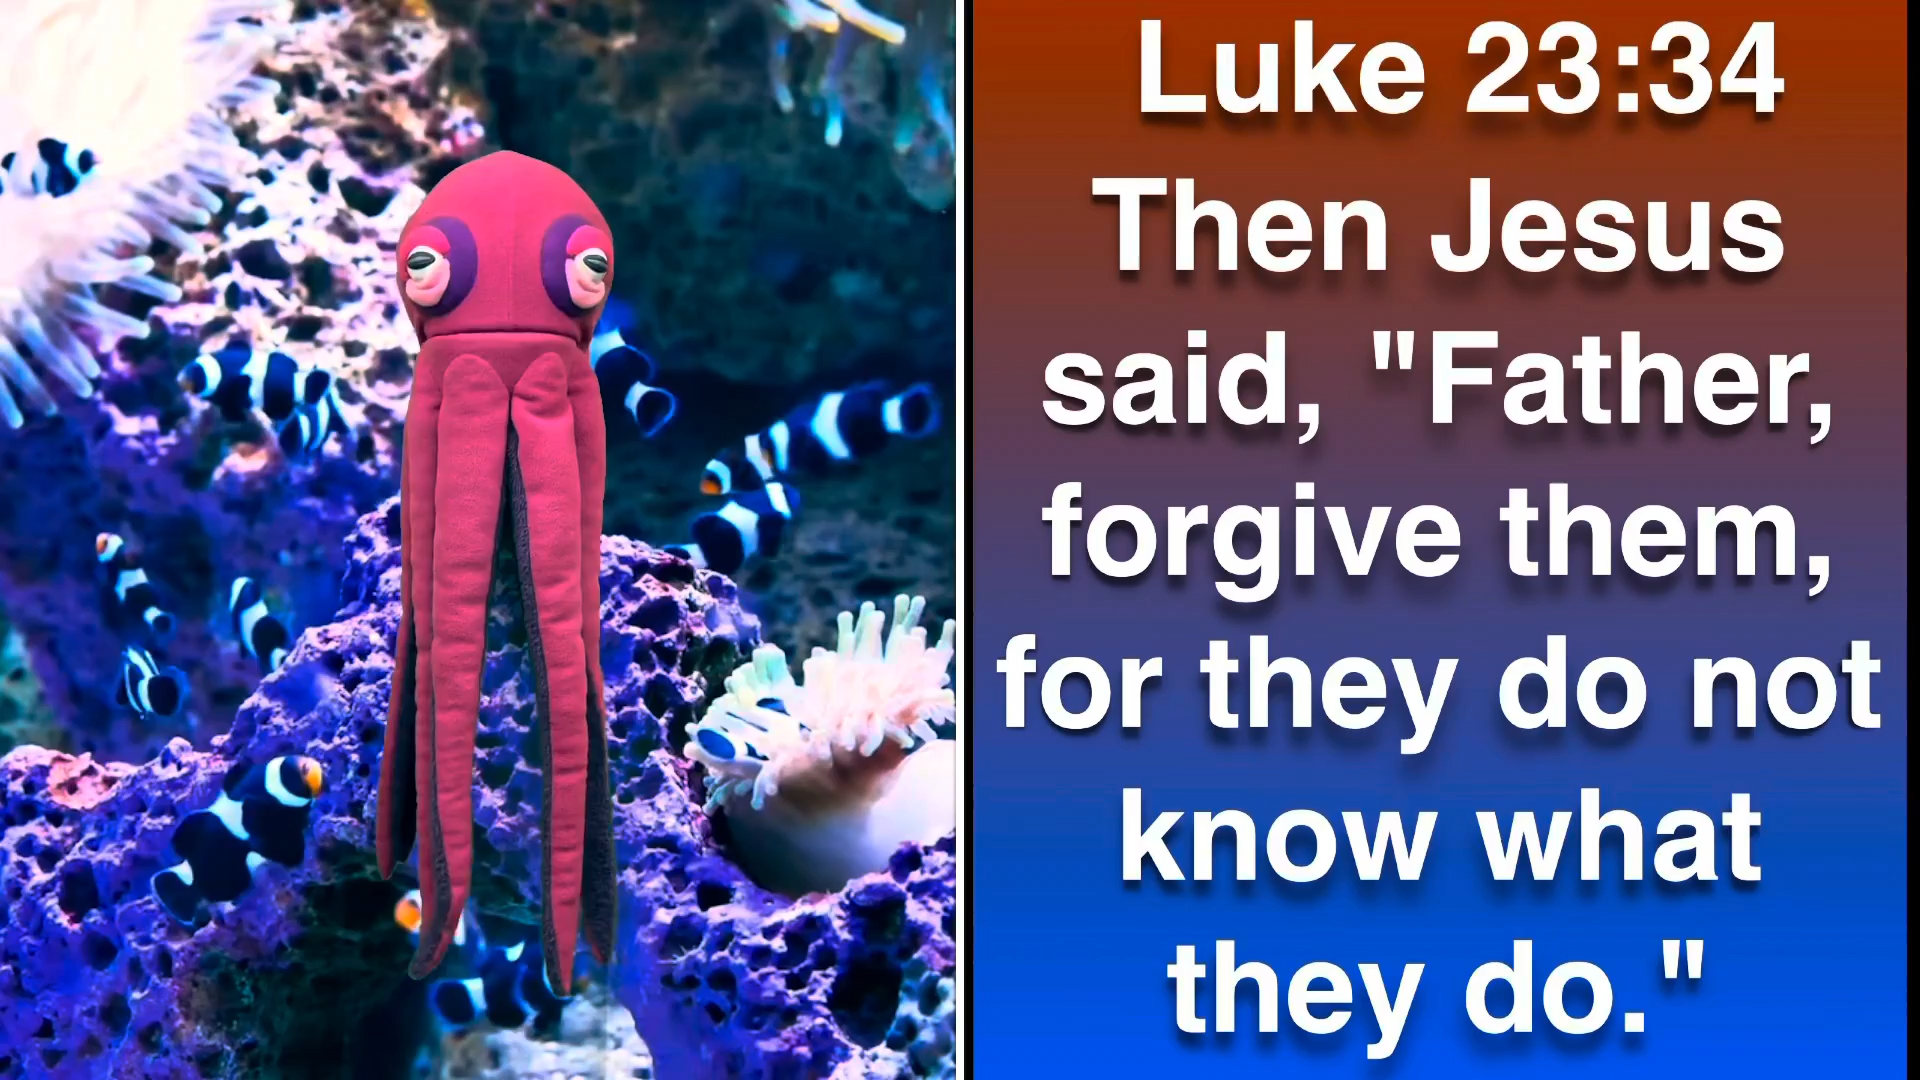 Luke 23:34
Then Jesus
said, "Father,
forgive them,
for they do not
know what
they do."